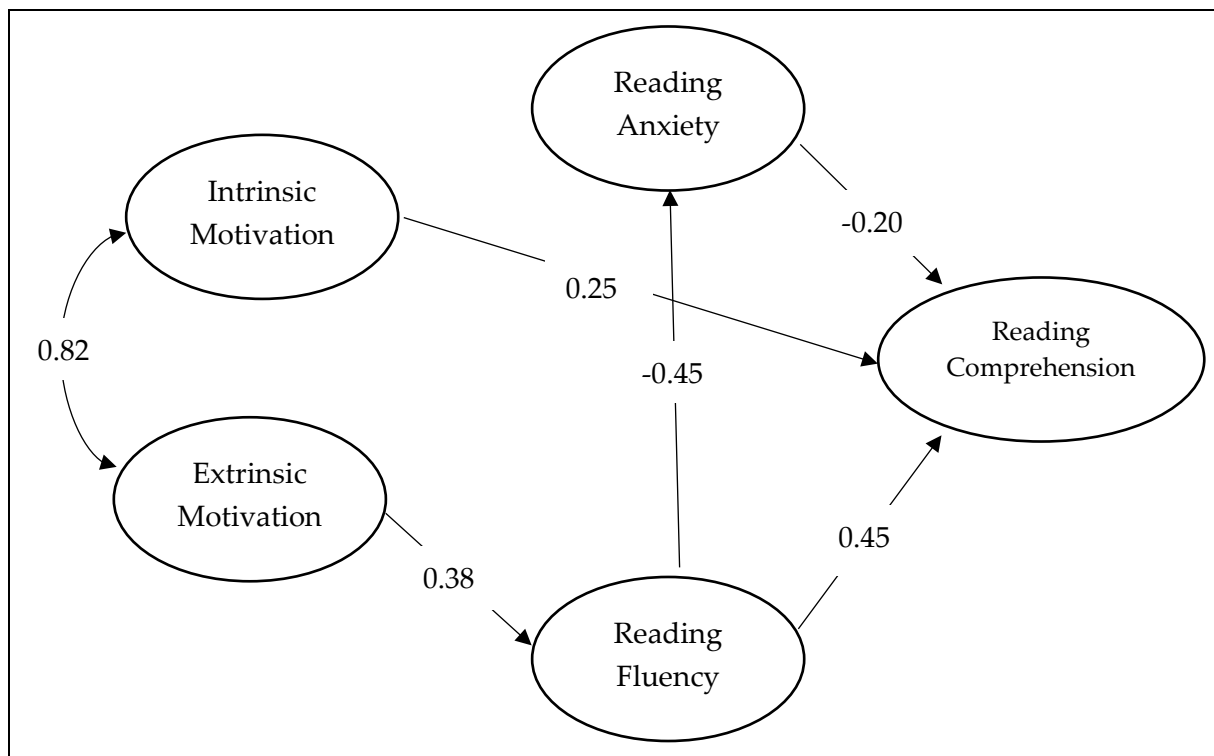 Reading
Anxiety
Intrinsic
Motivation
-0.20
0.25
0.82
-0.45
Reading
Comprehension
Extrinsic
Motivation
0.38
0.45
Reading
Fluency